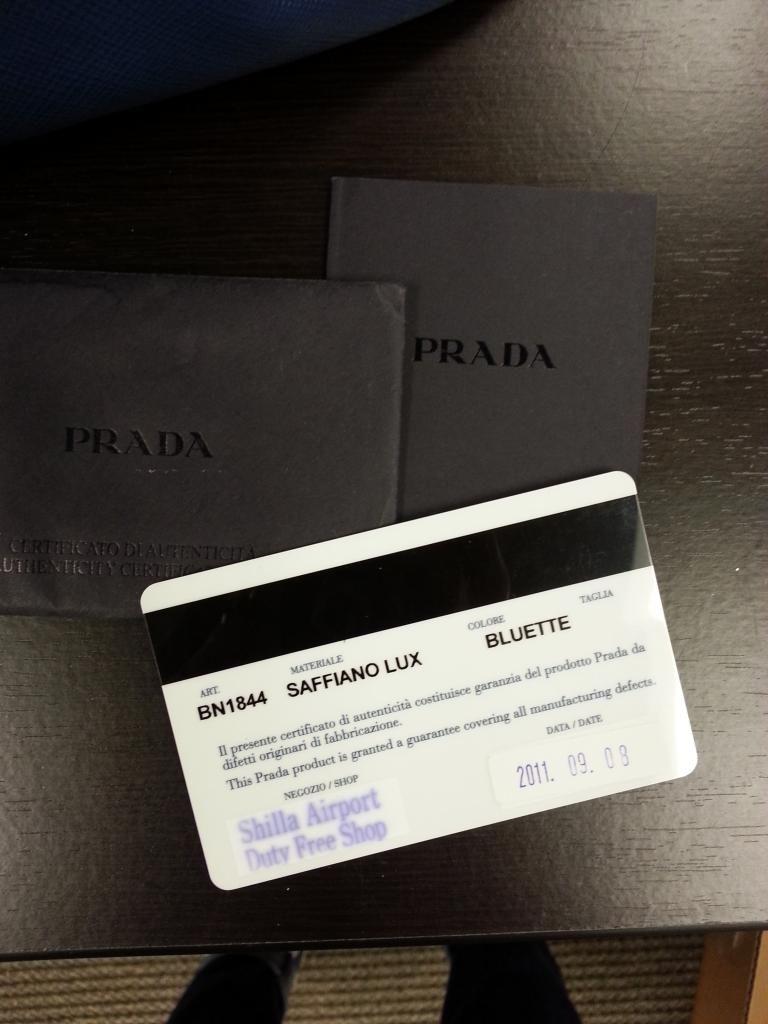 PRADA
PRADA
CERTIFICATO DI AUTENTICITÀ
AUTHENTICITY CERTIFICA
ART. MATERIALE COLORE TAGLIA
BN1844 SAFFIANO LUX BLUETTE
Il presente certificato di autenticità costituisce garanzia del prodotto Prada da
difetti originari di fabbricazione.
This Prada product is granted a guarantee covering all manufacturing defects.
NEGOZIO / SHOP
Shilla Airport
Duty Free Shop
DATA / DATE
2011. 09. 08